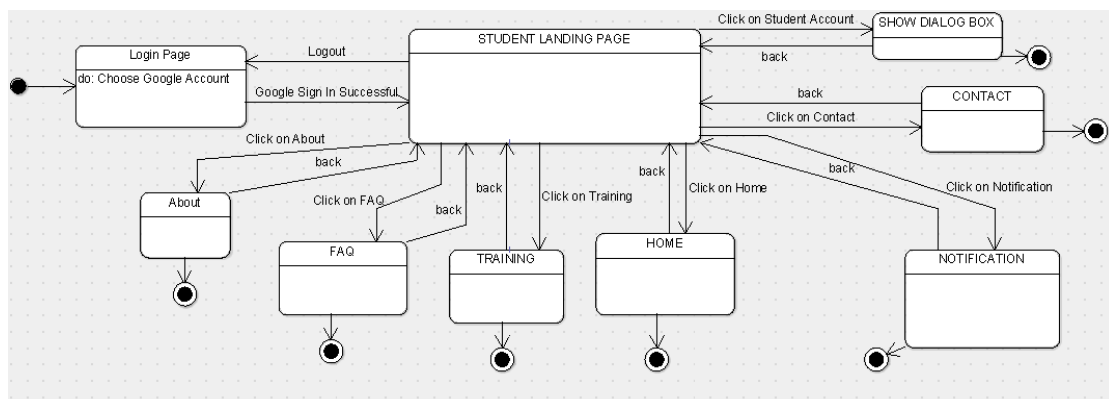 Click on Student Account
SHOW DIALOG BOX
STUDENT LANDING PAGE
Login Page
Logout
back
do: Choose Google Account
Google Sign In Successful
back
CONTACT
Click on Contact
Click on About
back
back
Click on Notification
About
Click on FAQ
back
back
Click on Training
back
Click on Home
FAQ
TRAINING
HOME
NOTIFICATION